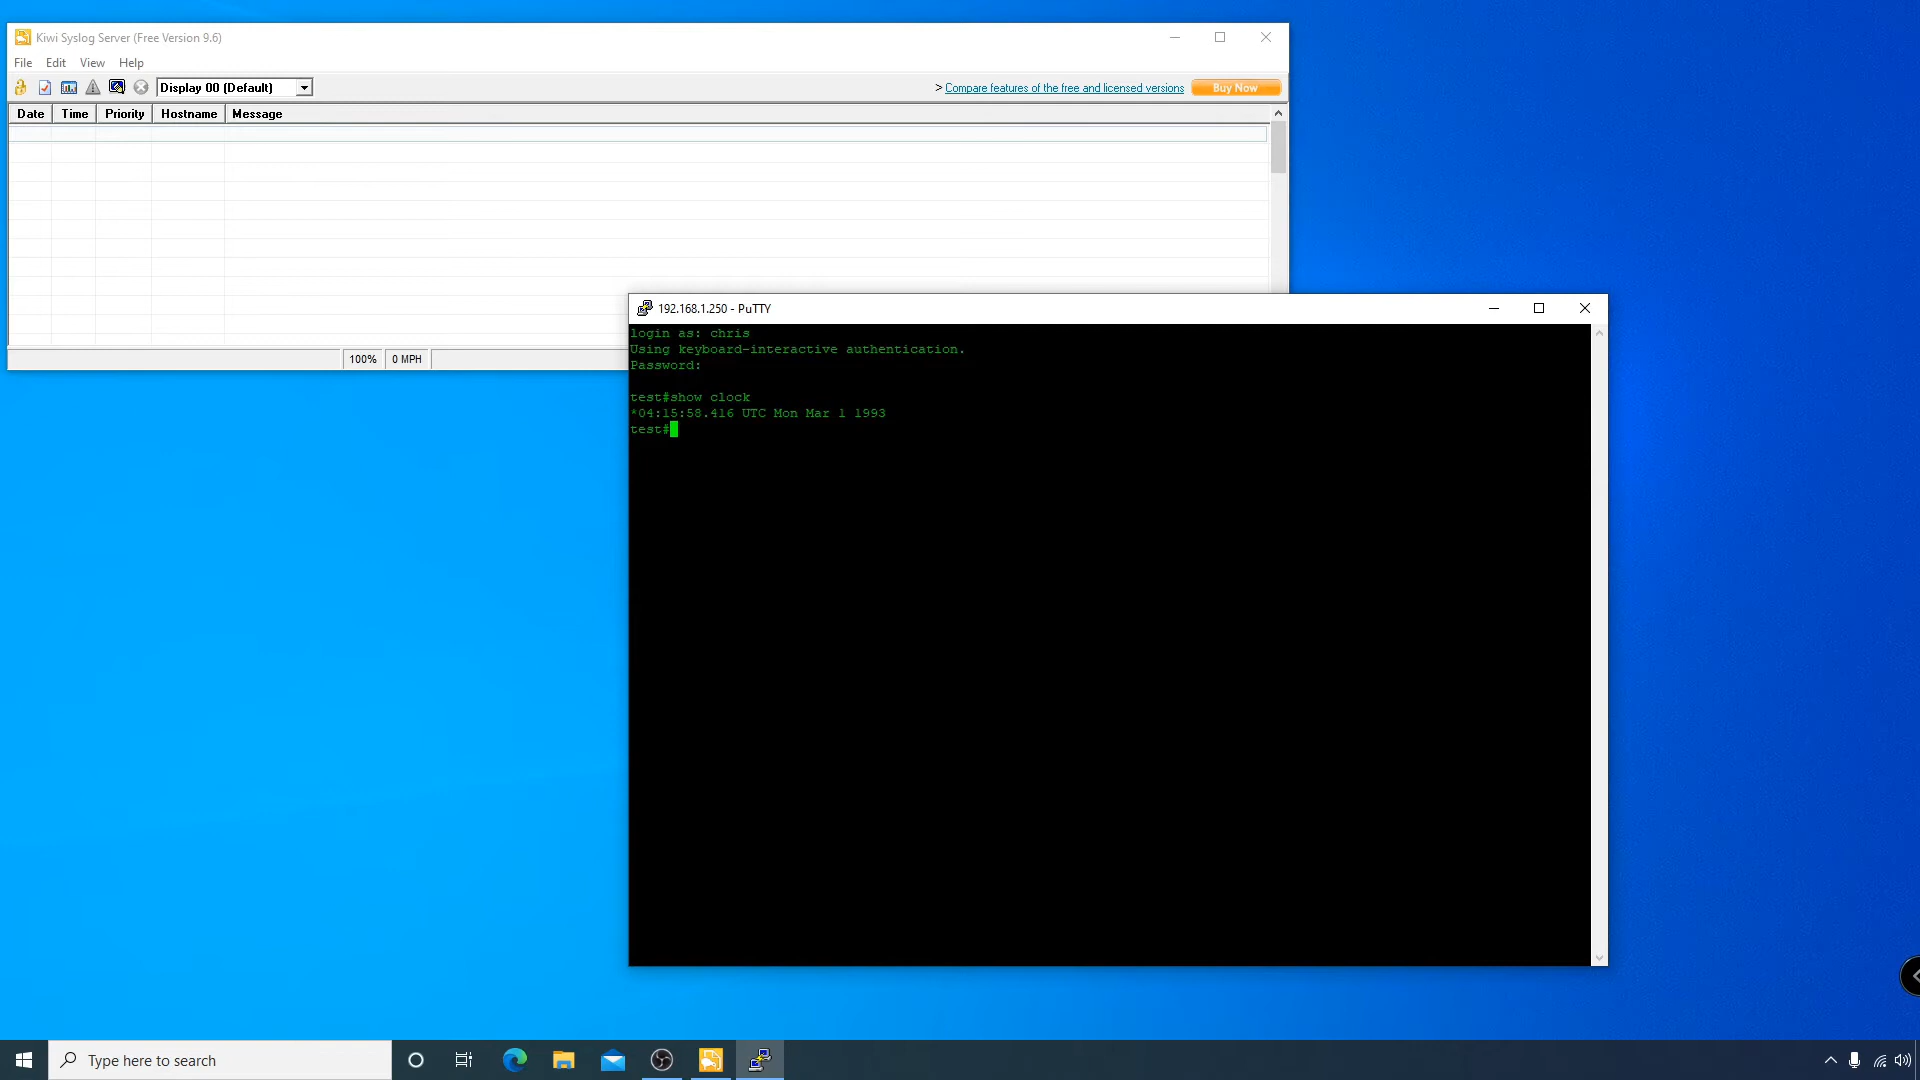 Kiwi Syslog Server (Free Version 9.6)
File Edit View Help
Display 00 (Default)
> Compare features of the free and licensed versions
Buy Now
Date Time Priority Hostname Message
100% 0 MPH
192.168.1.250 - PuTTY
login as: chris
Using keyboard-interactive authentication.
Password:
test#show clock
*04:15:58.416 UTC Mon Mar 1 1993
test#
Type here to search